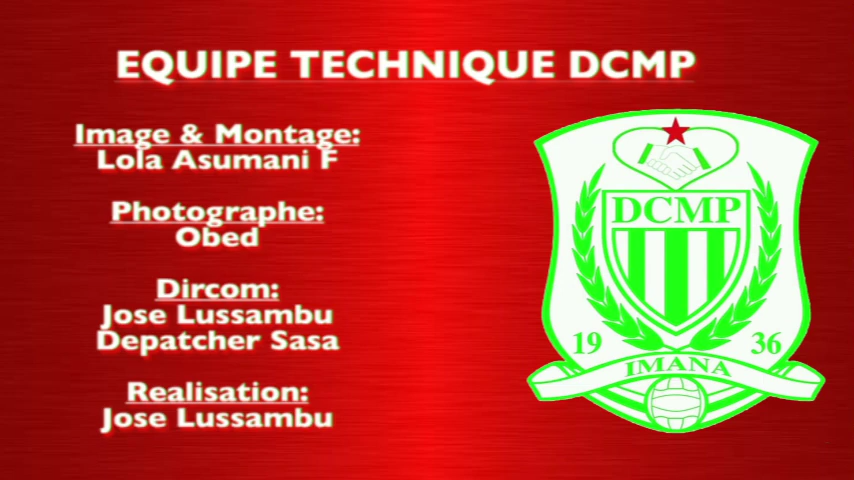 EQUIPE TECHNIQUE DCMP
Image & Montage:
Lola Asumani F
Photographe:
Obed
Dircom:
Jose Lussambu
Depatcher Sasa
Realisation:
Jose Lussambu
DCMP
19 36
IMANA